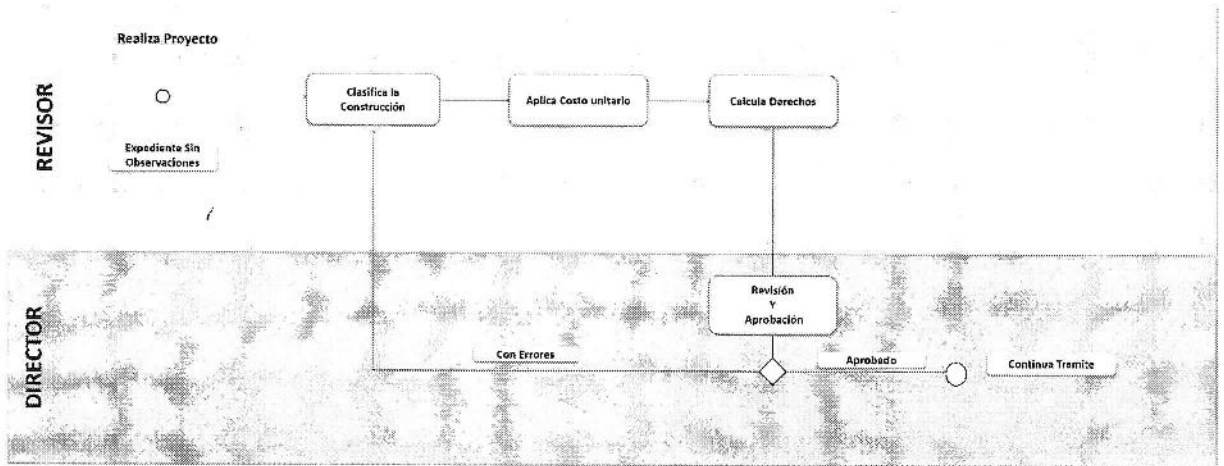 REVISOR
Realiza Proyecto
Expediente Sin
Observaciones
Clasifica la
Construcción
Aplica Costo unitario
Calcula Derechos
DIRECTOR
Revisión
Y
Aprobación
Con Errores
Aprobado
Continua Tramite